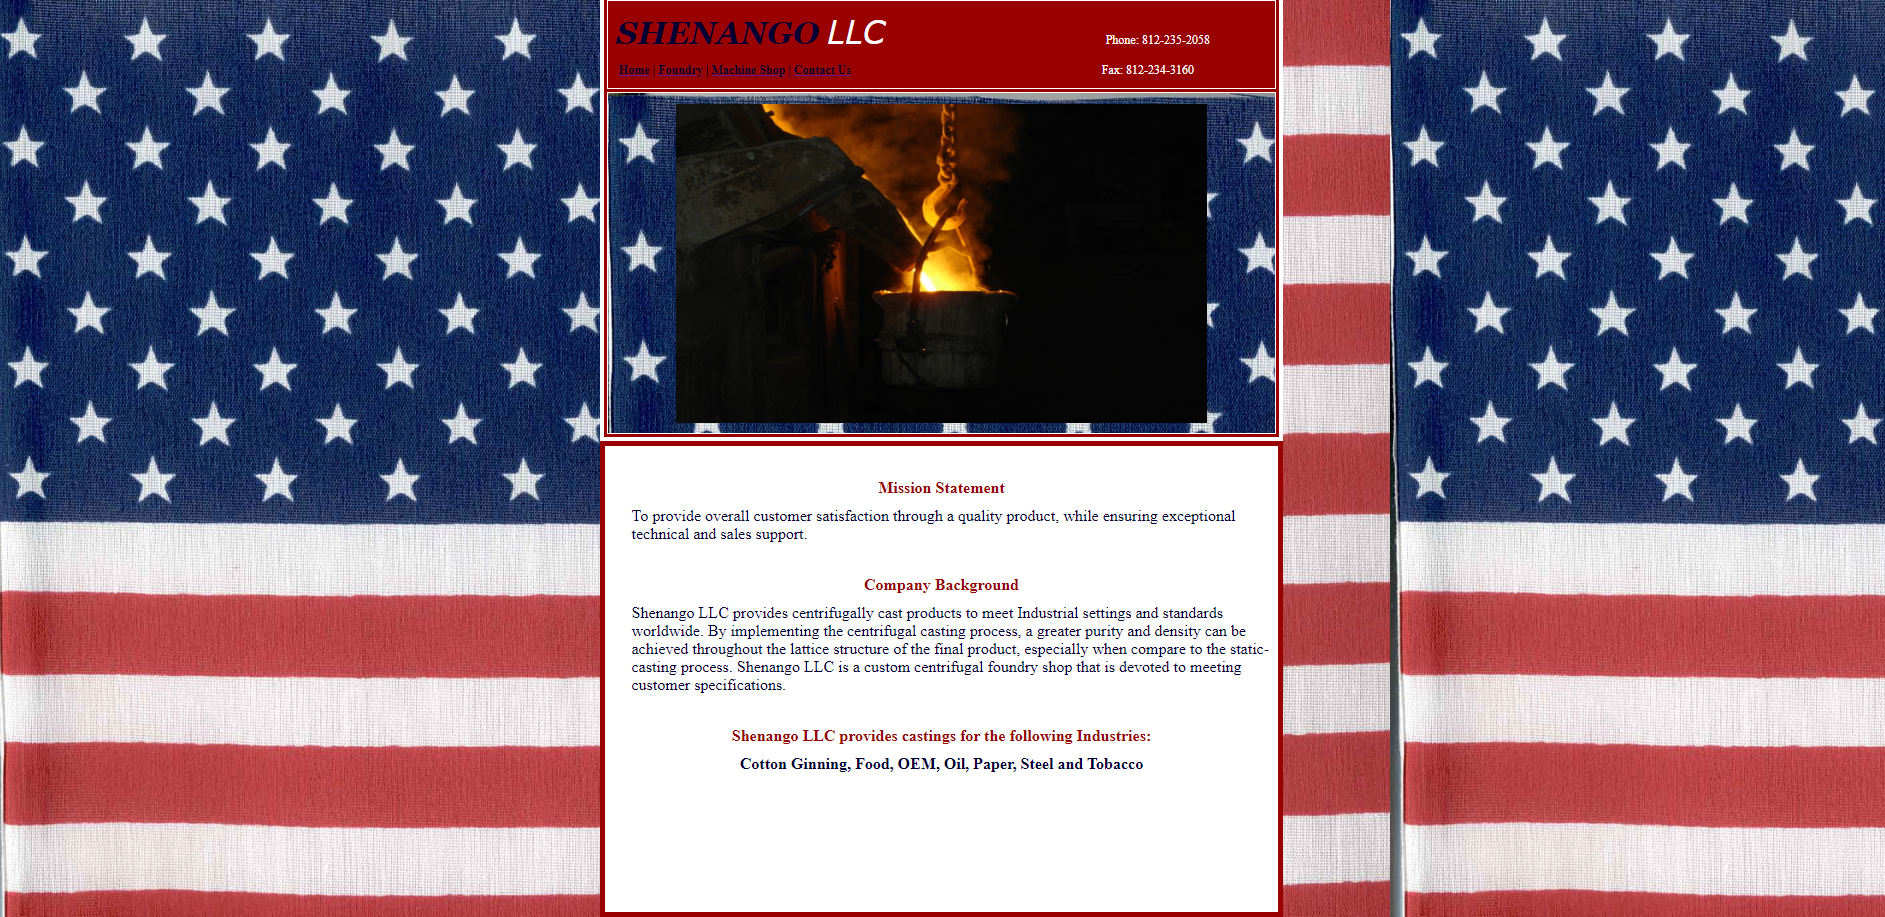 SHENANGO LLC
Phone: 812-235-2058
Home | Foundry | Machine Shop | Contact Us
Fax: 812-234-3160
Mission Statement
To provide overall customer satisfaction through a quality product, while ensuring exceptional
technical and sales support.
Company Background
Shenango LLC provides centrifugally cast products to meet Industrial settings and standards
worldwide. By implementing the centrifugal casting process, a greater purity and density can be
achieved throughout the lattice structure of the final product, especially when compare to the static-
casting process. Shenango LLC is a custom centrifugal foundry shop that is devoted to meeting
customer specifications.
Shenango LLC provides castings for the following Industries:
Cotton Ginning, Food, OEM, Oil, Paper, Steel and Tobacco